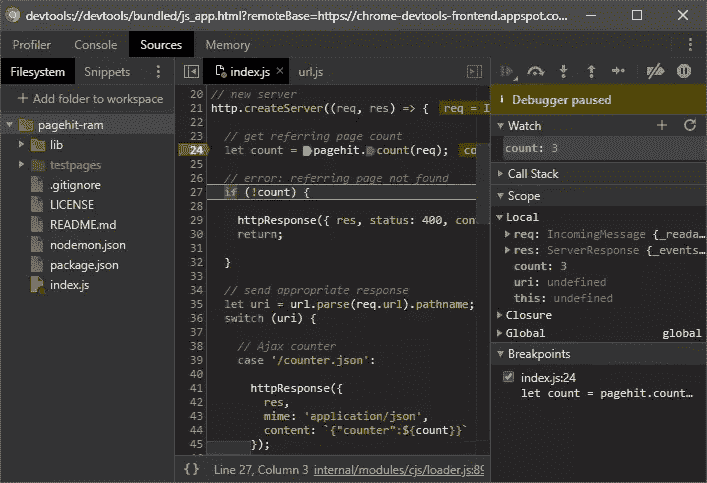 devtools://devtools/bundled/js_app.html?remoteBase=https://chrome-devtools-frontend.appspot.co...
Profiler Console Sources Memory
Filesystem Snippets
+ Add folder to workspace
pagehit-ram
lib
testpages
.gitignore
LICENSE
README.md
nodemon.json
package.json
index.js
index.js × url.js
20 // new server
21 http.createServer((req, res) => { req = I
22
23 // get referring page count
24 let count = pagehit.count(req); co
25
26 // error: referring page not found
27 if (!count) {
28
29 httpResponse({ res, status: 400, con
30 return;
31
32 }
33
34 // send appropriate response
35 let uri = url.parse(req.url).pathname;
36 switch (uri) {
37
38 // Ajax counter
39 case '/counter.json':
40
41 httpResponse({
42 res,
43 mime: 'application/json',
44 content: `{"counter":${count}}`
45 });
{} Line 27, Column 3 internal/modules/cjs/loader.js:89
i Debugger paused
Watch
count: 3
Call Stack
Scope
Local
req: IncomingMessage {_reada…
res: ServerResponse {_events…
count: 3
uri: undefined
this: undefined
Closure
Global global
Breakpoints
index.js:24
let count = pagehit.count…